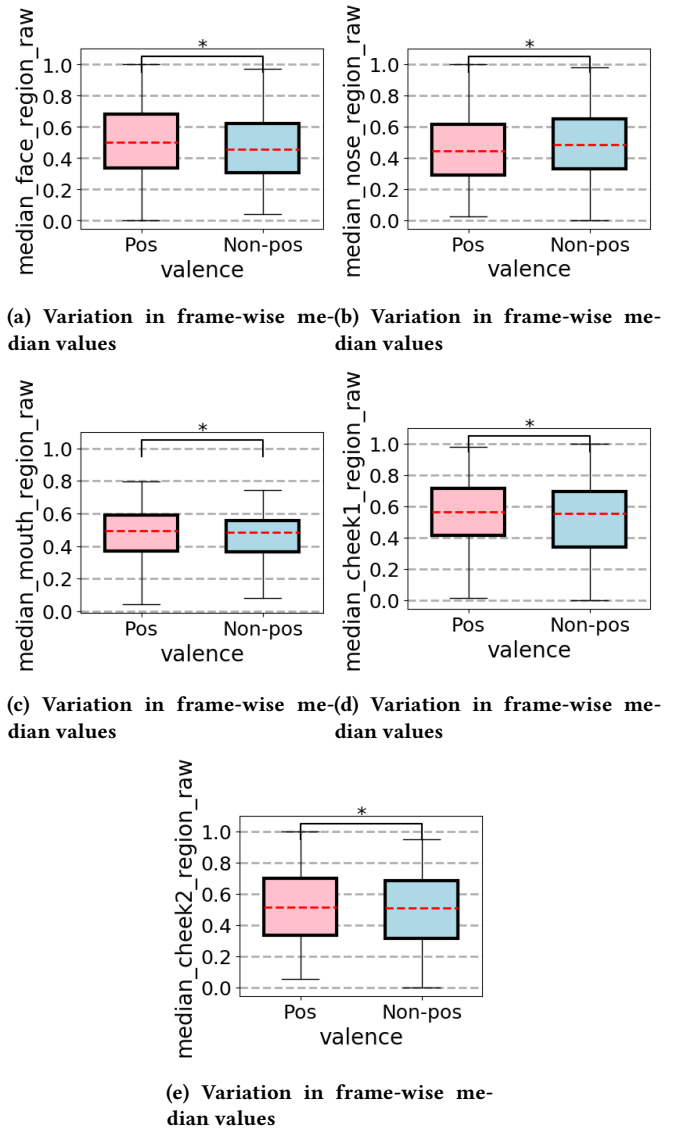 *
median_face_region_raw
1.0
0.8
0.6
0.4
0.2
0.0
Pos
Non-pos
valence
(a) Variation in frame-wise me-
dian values
*
median_nose_region_raw
1.0
0.8
0.6
0.4
0.2
0.0
Pos
Non-pos
valence
(b) Variation in frame-wise me-
dian values
*
median_mouth_region_raw
1.0
0.8
0.6
0.4
0.2
0.0
Pos
Non-pos
valence
(c) Variation in frame-wise me-
dian values
*
median_cheek1_region_raw
1.0
0.8
0.6
0.4
0.2
0.0
Pos
Non-pos
valence
(d) Variation in frame-wise me-
dian values
*
median_cheek2_region_raw
1.0
0.8
0.6
0.4
0.2
0.0
Pos
Non-pos
valence
(e) Variation in frame-wise me-
dian values